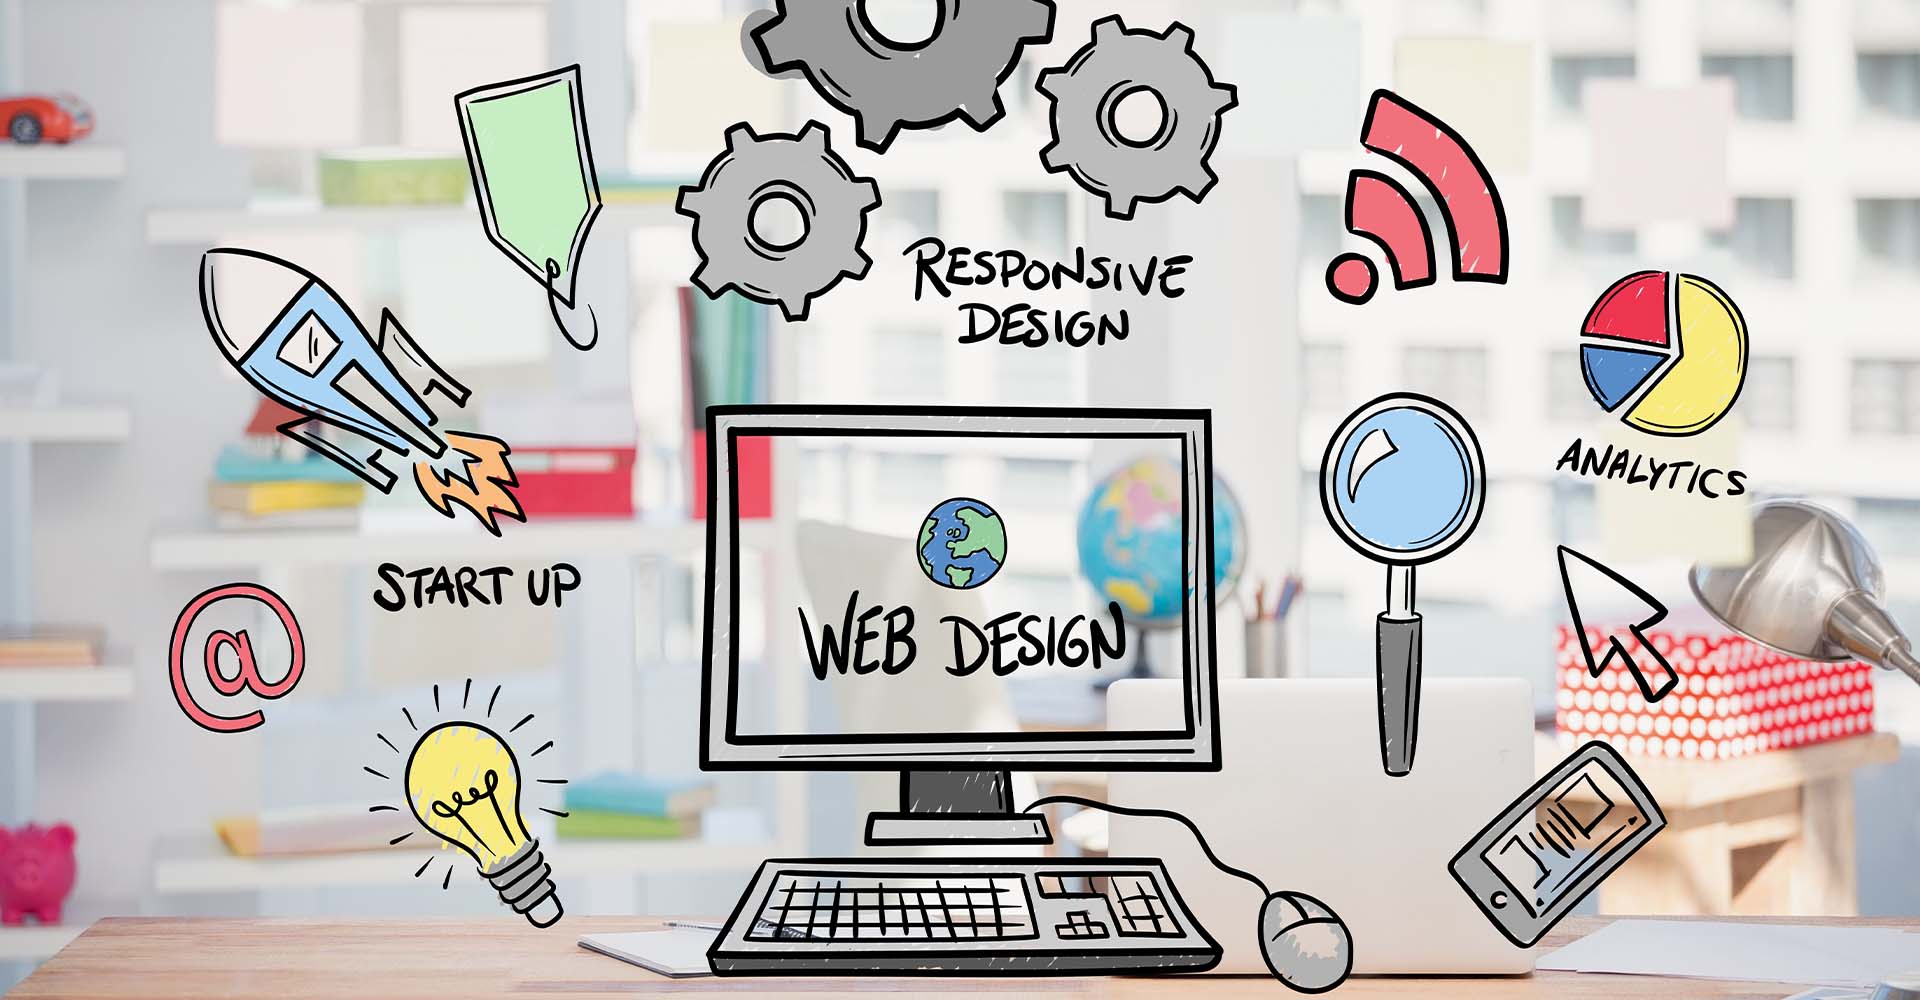 RESPONSIVE
DESIGN
ANALYTICS
START UP
@
WEB DESIGN